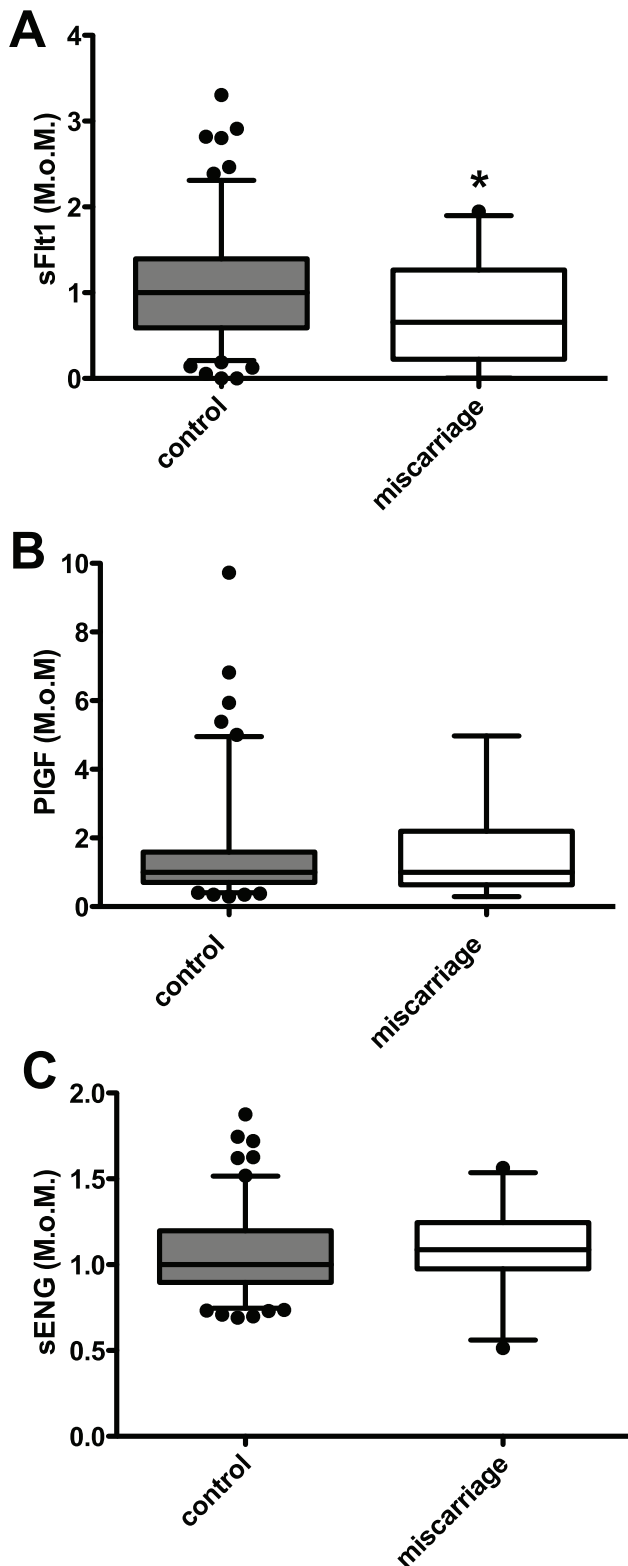 A
sFlt1 (M.o.M.)
4
3
2
1
0
*
control
miscarriage
B
PlGF (M.o.M)
10
8
6
4
2
0
control
miscarriage
C
sENG (M.o.M.)
2.0
1.5
1.0
0.5
0.0
control
miscarriage